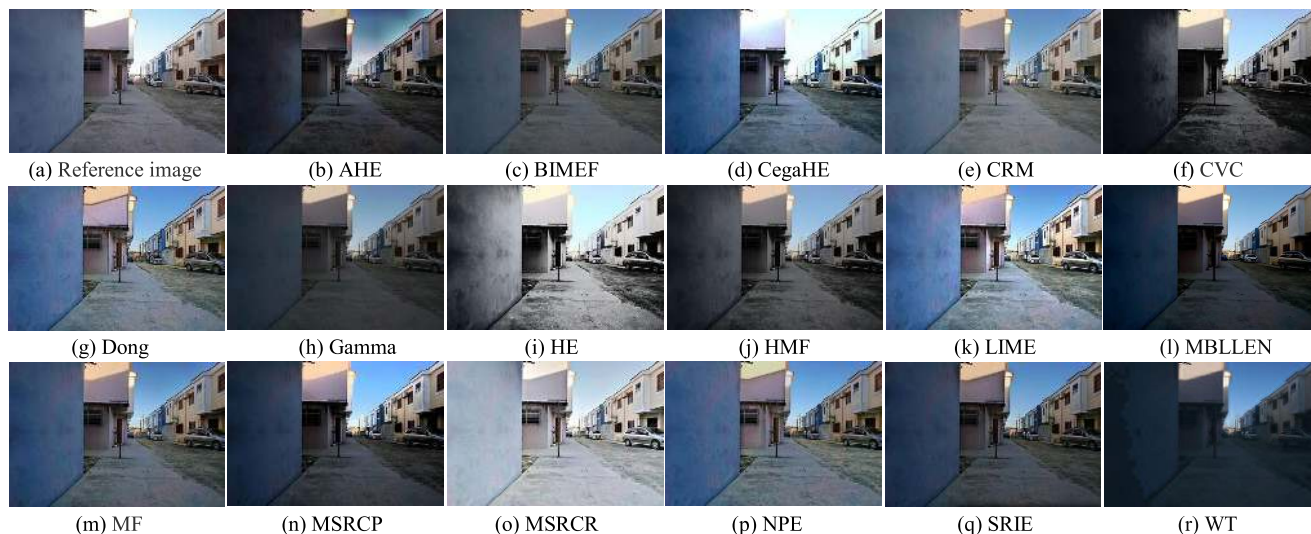 (a) Reference image (b) AHE (c) BIMEF (d) CegaHE (e) CRM (f) CVC
(g) Dong (h) Gamma (i) HE (j) HMF (k) LIME (l) MBLLEN
(m) MF (n) MSRCP (o) MSRCR (p) NPE (q) SRIE (r) WT